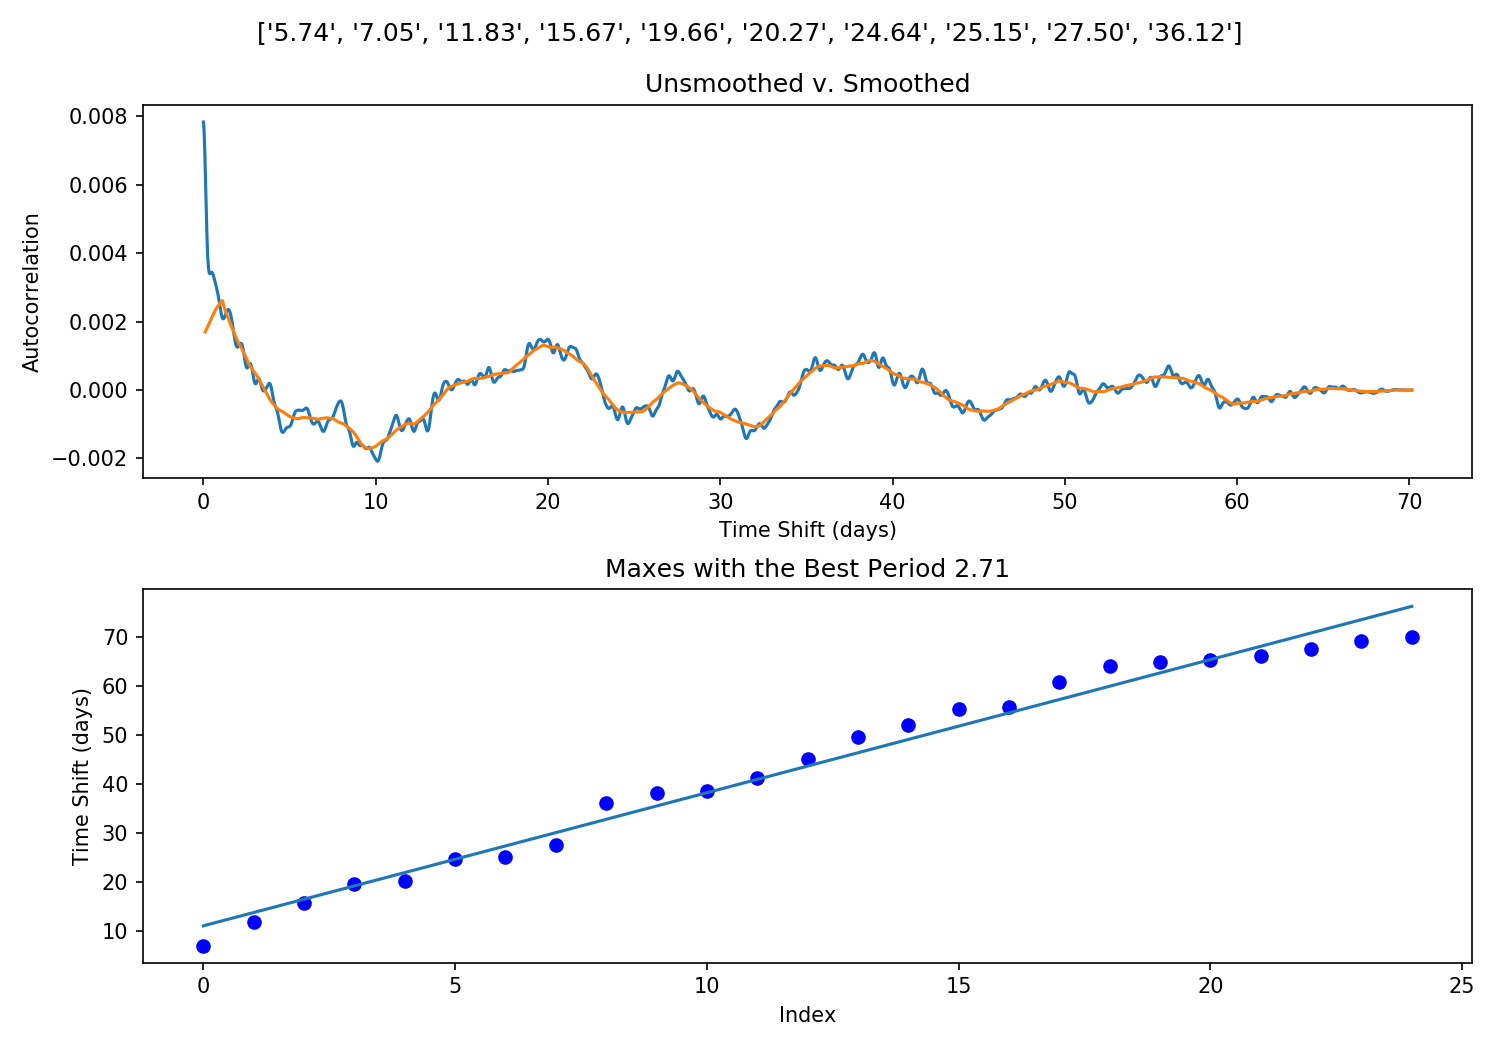 ['5.74', '7.05', '11.83', '15.67', '19.66', '20.27', '24.64', '25.15', '27.50', '36.12']
Unsmoothed v. Smoothed
Autocorrelation
0.008
0.006
0.004
0.002
0.000
−0.002
0 10 20 30 40 50 60 70
Time Shift (days)
Maxes with the Best Period 2.71
Time Shift (days)
70
60
50
40
30
20
10
0 5 10 15 20 25
Index